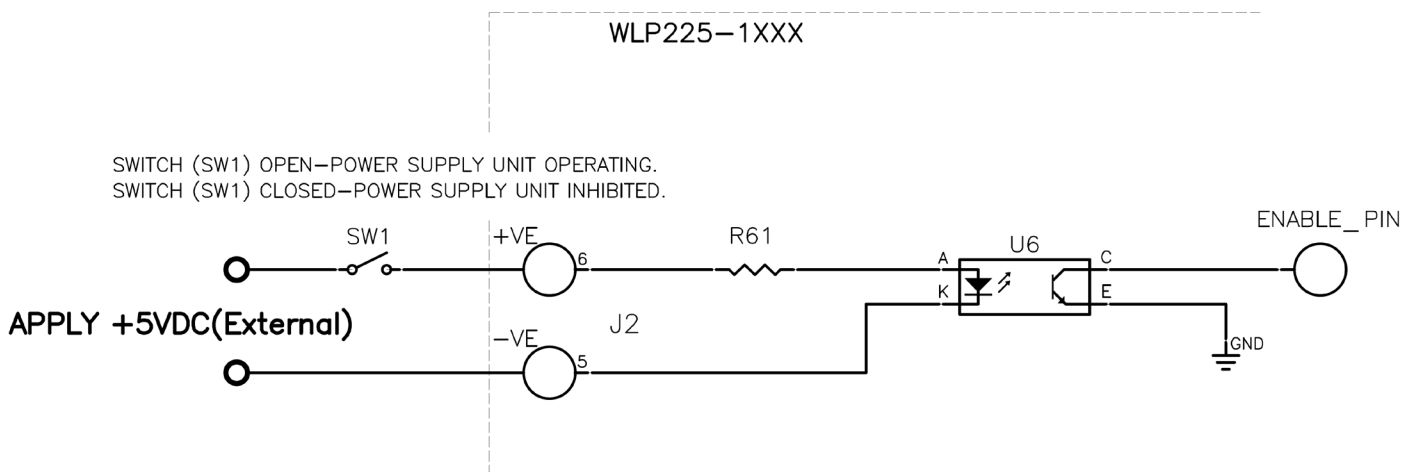 WLP225-1XXX
SWITCH (SW1) OPEN-POWER SUPPLY UNIT OPERATING.
SWITCH (SW1) CLOSED-POWER SUPPLY UNIT INHIBITED.
ENABLE_PIN
SW1
+VE
6
R61
U6
A
C
K
E
APPLY +5VDC(External)
J2
-VE
5
GND